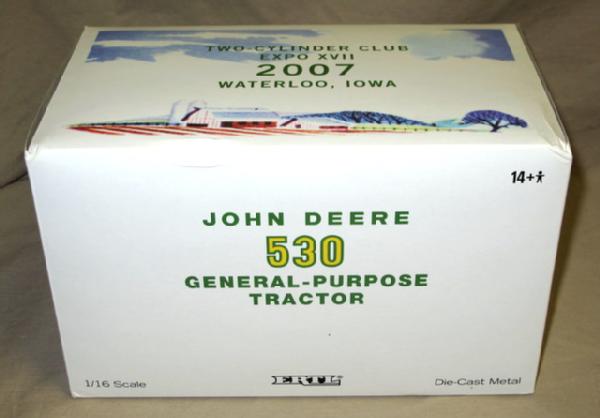 TWO-CYLINDER CLUB
EXPO XVII
2007
WATERLOO, IOWA
14+
JOHN DEERE
530
GENERAL-PURPOSE
TRACTOR
1/16 Scale
ERTL
Die-Cast Metal